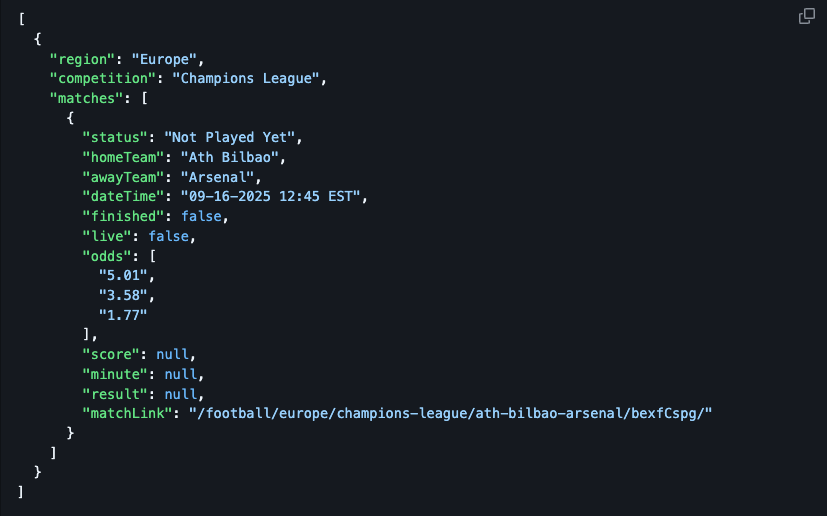 [
  {
    "region": "Europe",
    "competition": "Champions League",
    "matches": [
      {
        "status": "Not Played Yet",
        "homeTeam": "Ath Bilbao",
        "awayTeam": "Arsenal",
        "dateTime": "09-16-2025 12:45 EST",
        "finished": false,
        "live": false,
        "odds": [
          "5.01",
          "3.58",
          "1.77"
        ],
        "score": null,
        "minute": null,
        "result": null,
        "matchLink": "/football/europe/champions-league/ath-bilbao-arsenal/bexfCspg/"
      }
    ]
  }
]